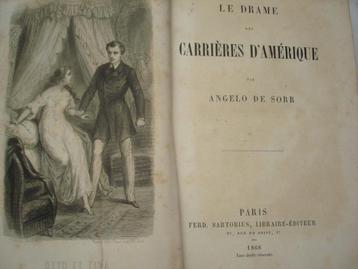 LE DRAME
DES
CARRIÈRES D'AMÉRIQUE
PAR
ANGELO DE SORR
PARIS
FERD. SARTORIUS, LIBRAIRE-ÉDITEUR
1868